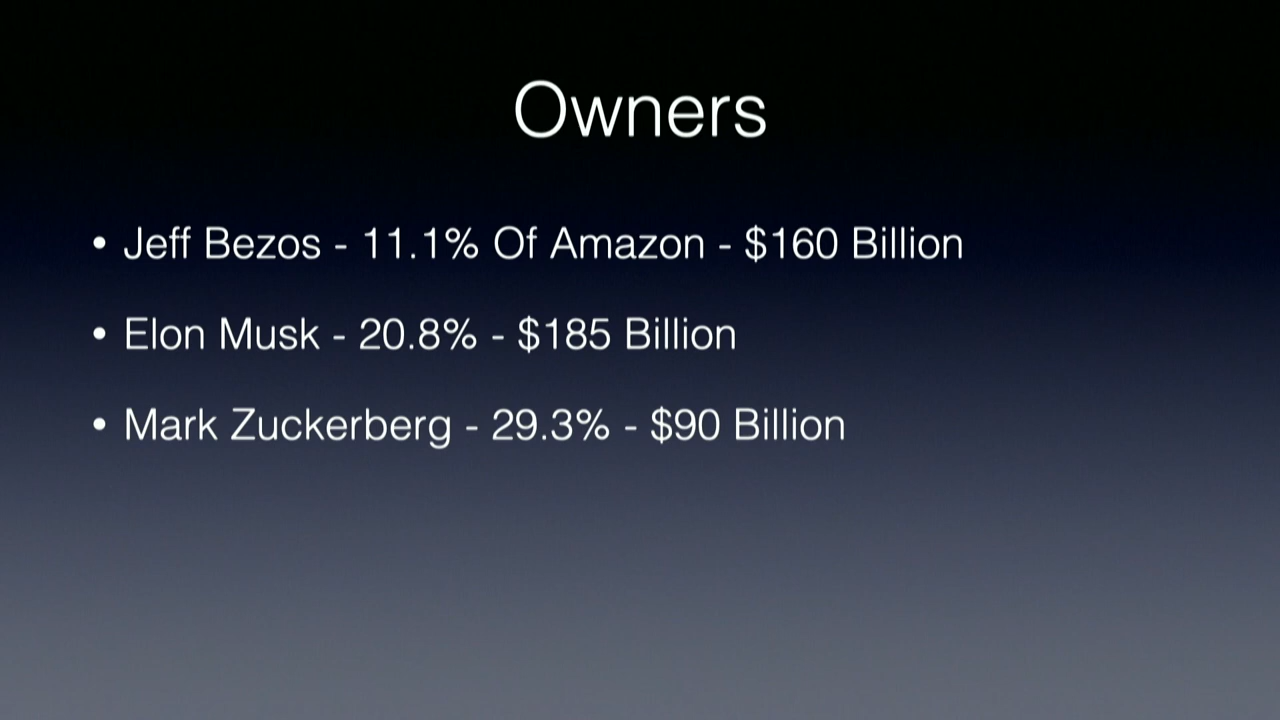 Owners
• Jeff Bezos - 11.1% Of Amazon - $160 Billion
• Elon Musk - 20.8% - $185 Billion
• Mark Zuckerberg - 29.3% - $90 Billion